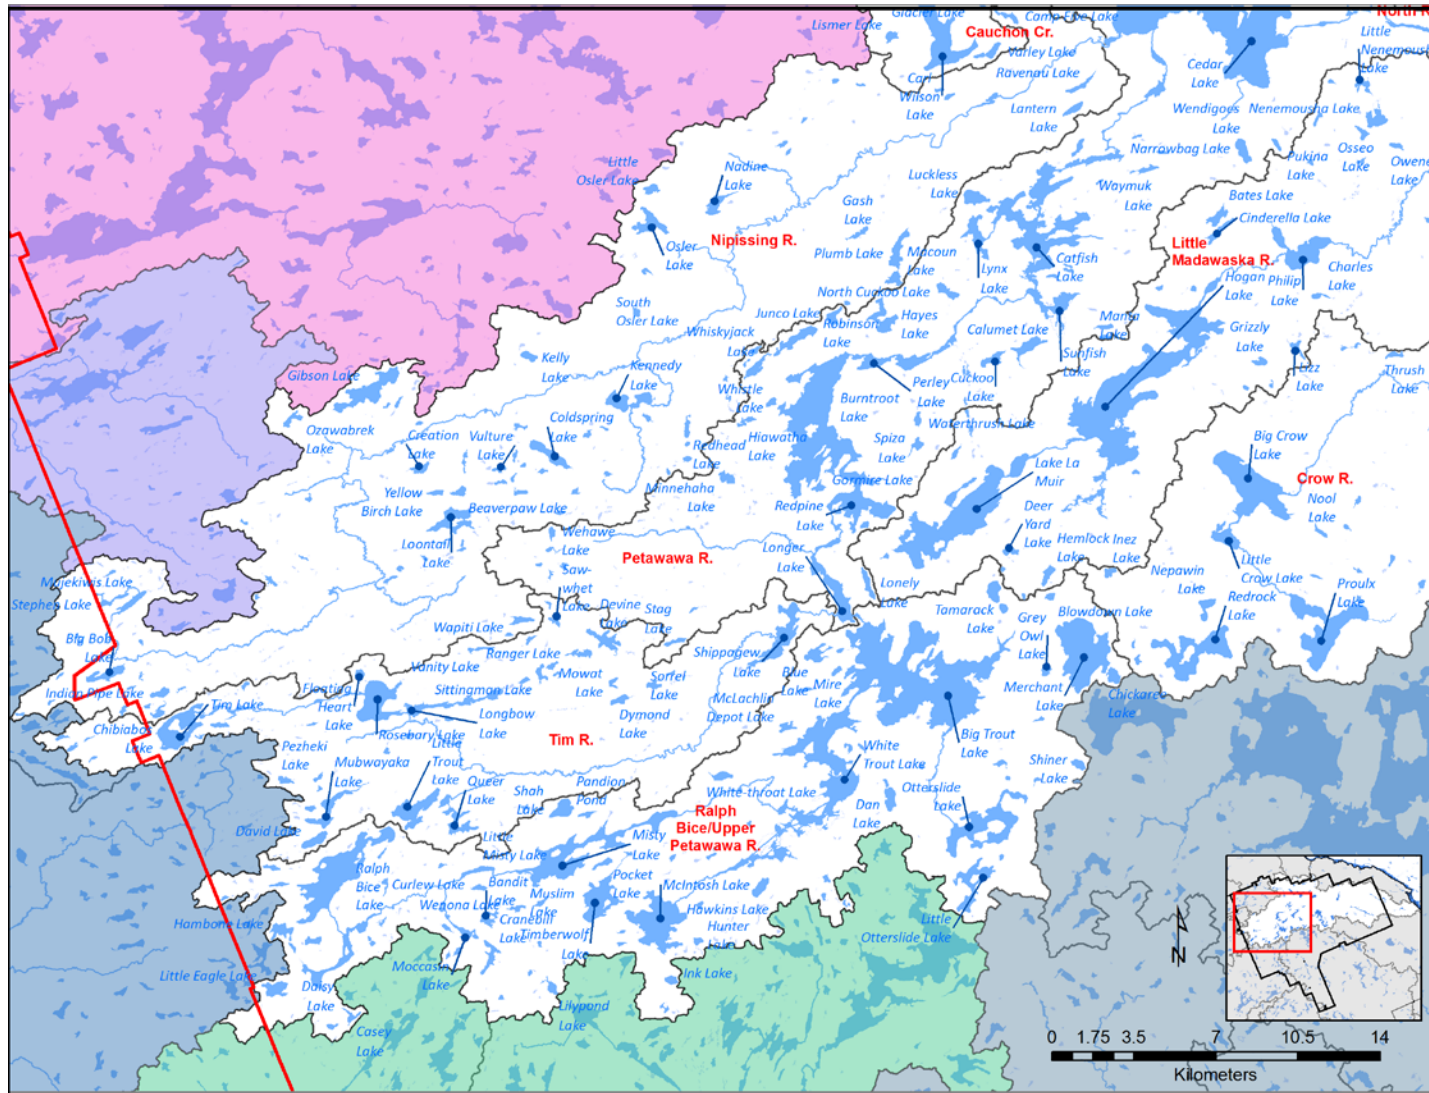 Glacier Lake
Camp Five Lake
North R
Lismer Lake
Cauchon Cr.
Little
Nenemousha
Lake
Varley Lake
Cedar
Lake
Ravenau Lake
Carl
Wilson
Lake
Lantern
Lake
Wendigoes
Lake
Nenemousha Lake
Narrowbag Lake
Osseo
Lake
Pukina
Lake
Owene
Lake
Little
Osler Lake
Nadine
Lake
Luckless
Lake
Waymuk
Lake
Bates Lake
Gash
Lake
Cinderella Lake
Nipissing R.
Osler
Lake
Plumb Lake
Macoun
Lake
Lynx
Lake
Catfish
Lake
Little
Madawaska R.
Hogan
Lake
Philip
Lake
Charles
Lake
North Cuckoo Lake
South
Osler Lake
Junco Lake
Robinson
Lake
Hayes
Lake
Calumet Lake
Manta
Lake
Grizzly
Lake
Whiskyjack
Lake
Kelly
Lake
Kennedy
Lake
Sunfish
Lake
Lizz
Lake
Thrush
Lake
Gibson Lake
Whistle
Lake
Perley
Lake
Cuckoo
Lake
Burntroot
Lake
Coldspring
Lake
Waterthrush Lake
Ozawabrek
Lake
Creation
Lake
Vulture
Lake
Redhead
Lake
Hiawatha
Lake
Spiza
Lake
Big Crow
Lake
Lake La
Muir
Crow R.
Gormire Lake
Minnehaha
Lake
Yellow
Birch Lake
Beaverpaw Lake
Redpine
Lake
Deer
Yard
Lake
Nool
Lake
Loontail
Lake
Wehawe
Lake
Petawawa R.
Longer
Lake
Hemlock
Lake
Inez
Lake
Saw-
whet
Lake
Little
Crow Lake
Nepawin
Lake
Majekiwis Lake
Stephen Lake
Lonely
Lake
Redrock
Lake
Proulx
Lake
Devine
Lake
Stag
Lake
Tamarack
Lake
Blowdown Lake
Grey
Owl
Lake
Wapiti Lake
Big Bob
Lake
Ranger Lake
Shippagew
Lake
Vanity Lake
Mowat
Lake
Sorrel
Lake
Blue
Lake
Mire
Lake
Merchant
Lake
Indian Pipe Lake
Floating
Heart
Lake
Sittingman Lake
McLachlin
Depot Lake
Chickaree
Lake
Tim Lake
Longbow
Lake
Dymond
Lake
Chibiabos
Lake
Rosebary Lake
Tim R.
Big Trout
Lake
Pezheki
Lake
Mubwayaka
Lake
Little
Trout
Lake
White
Trout Lake
Shiner
Lake
Queer
Lake
Shah
Lake
Pandion
Pond
White-throat Lake
Otterslide
Lake
Dan
Lake
Ralph
Bice/Upper
Petawawa R.
David Lake
Little
Misty Lake
Misty
Lake
Ralph
Bice
Lake
Curlew Lake
Bandit
Lake
Muslim
Lake
Pocket
Lake
McIntosh Lake
Wenona Lake
Cranebill
Lake
Hawkins Lake
Hunter
Lake
Hambone Lake
Timberwolf
Lake
Little
Otterslide Lake
Moccasin
Lake
Ink Lake
Little Eagle Lake
Daisy
Lake
Lilypond
Lake
Casey
Lake
N
0 1.75 3.5 7 10.5 14
Kilometers